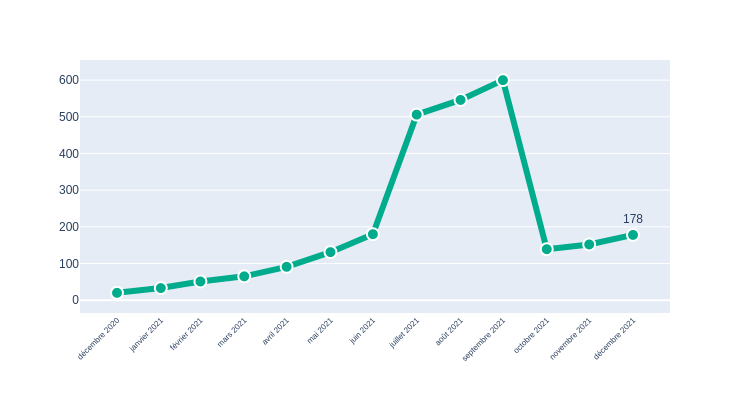 600
500
400
300
200
100
0
178
décembre 2020
janvier 2021
février 2021
mars 2021
avril 2021
mai 2021
juin 2021
juillet 2021
août 2021
septembre 2021
octobre 2021
novembre 2021
décembre 2021